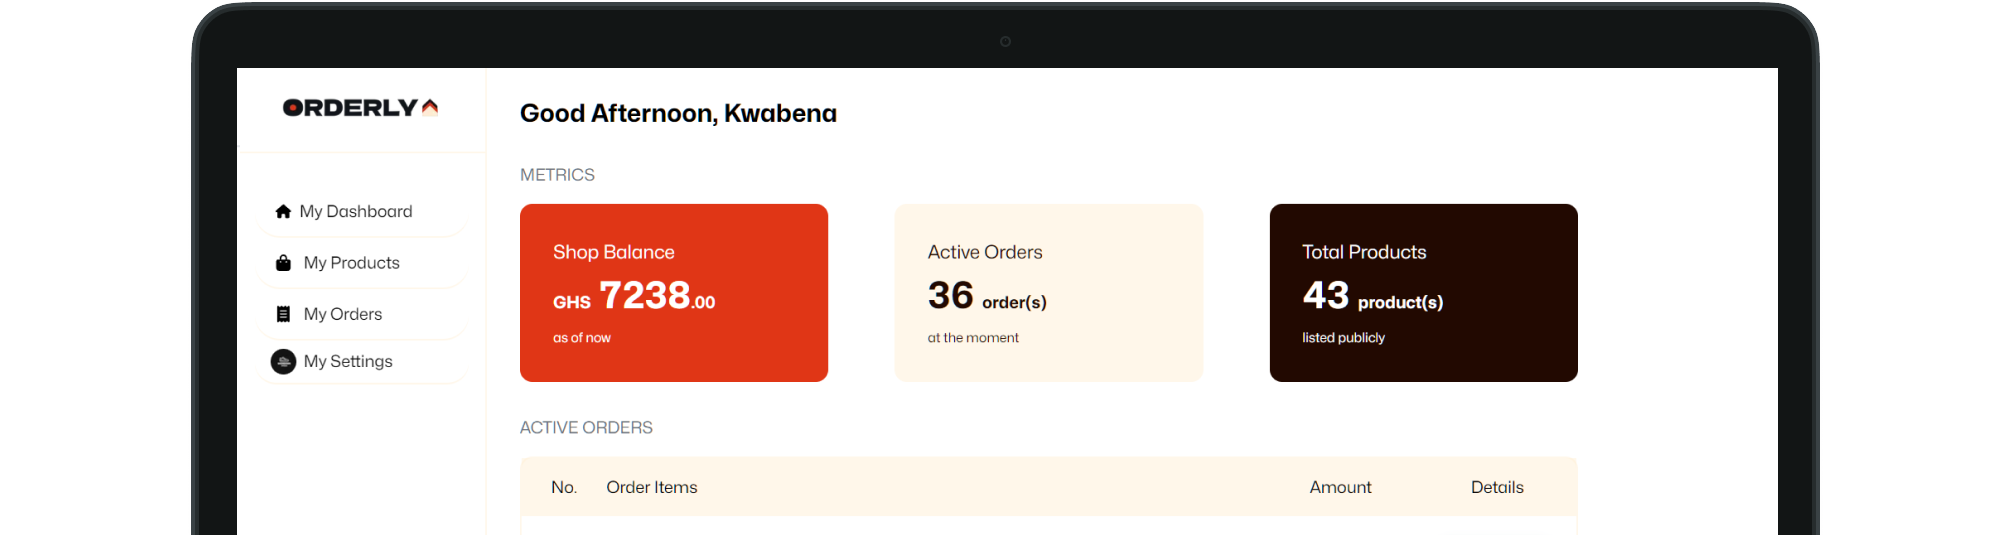 ORDERLY
Good Afternoon, Kwabena
My Dashboard
My Products
My Orders
My Settings
METRICS
Shop Balance
GHS 7238.00
as of now
Active Orders
36 order(s)
at the moment
Total Products
43 product(s)
listed publicly
ACTIVE ORDERS
No. Order Items Amount Details